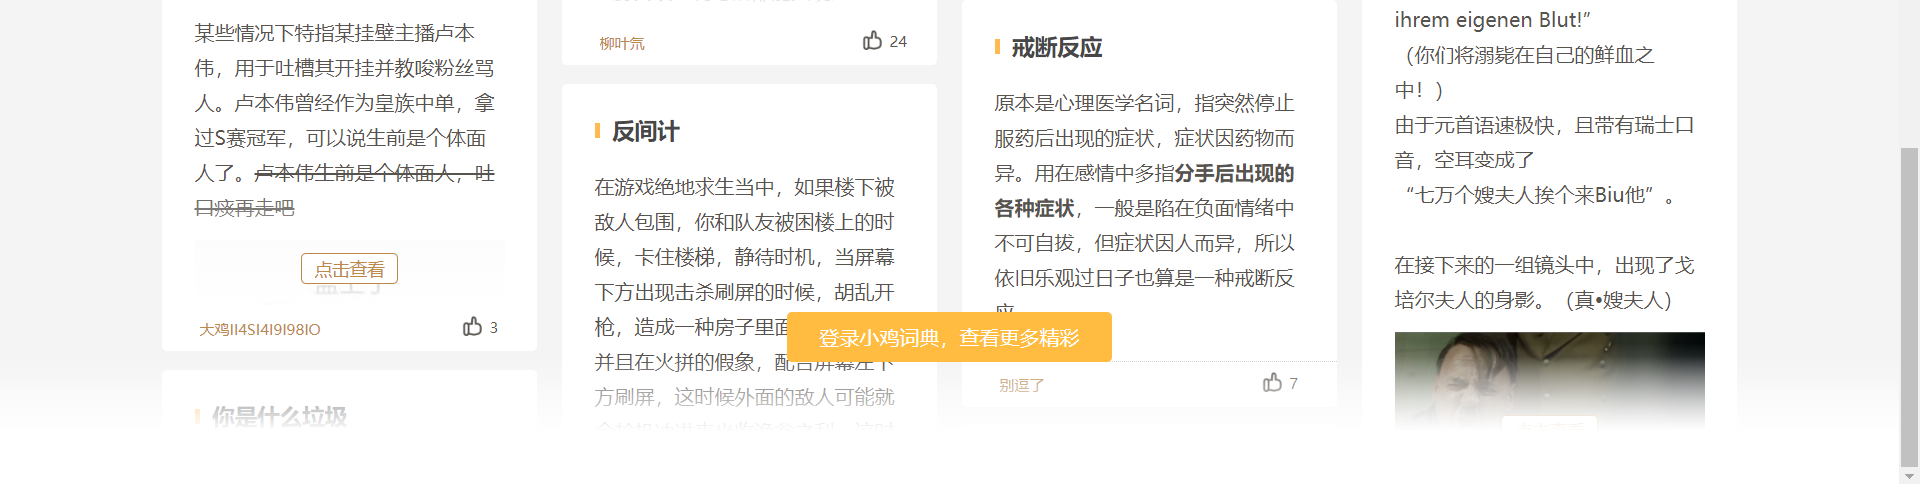 某些情况下特指某挂壁主播卢本
伟，用于吐槽其开挂并教唆粉丝骂
人。卢本伟曾经作为皇族中单，拿
过S赛冠军，可以说生前是个体面
人了。卢本伟生前是个体面人，吐
口痰再走吧
点击查看
大鸡II4SI4I9I98IO
3
你是什么垃圾
柳叶氘
24
反间计
在游戏绝地求生当中，如果楼下被
敌人包围，你和队友被困楼上的时
候，卡住楼梯，静待时机，当屏幕
下方出现击杀刷屏的时候，胡乱开
枪，造成一种房子里面
并且在火拼的假象，配合屏幕左下
方刷屏，这时候外面的敌人可能就
戒断反应
原本是心理医学名词，指突然停止
服药后出现的症状，症状因药物而
异。用在感情中多指分手后出现的
各种症状，一般是陷在负面情绪中
不可自拔，但症状因人而异，所以
依旧乐观过日子也算是一种戒断反
登录小鸡词典，查看更多精彩
别逗了
7
ihrem eigenen Blut!”
（你们将溺毙在自己的鲜血之
中！）
由于元首语速极快，且带有瑞士口
音，空耳变成了
“七万个嫂夫人挨个来Biu他”。
在接下来的一组镜头中，出现了戈
培尔夫人的身影。（真•嫂夫人）